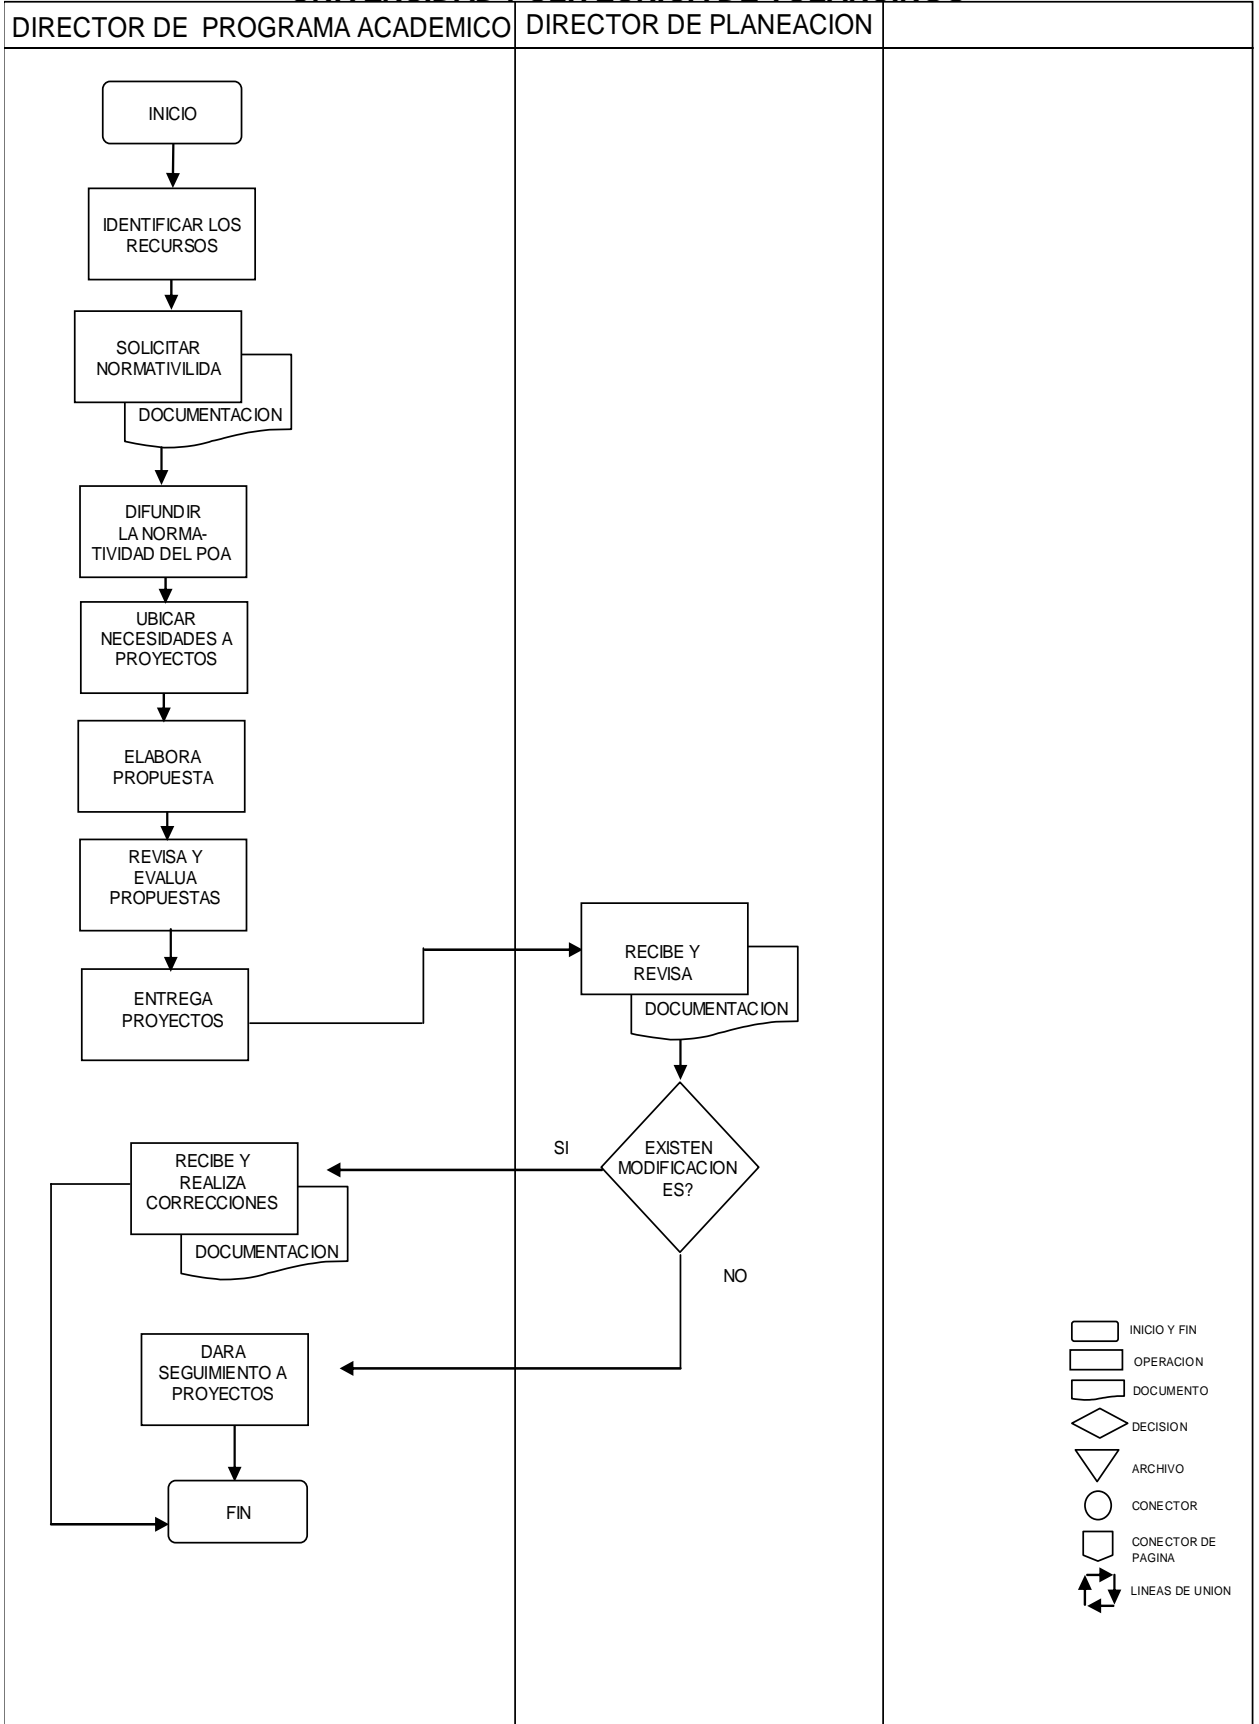 DIRECTOR DE PROGRAMA ACADEMICO
DIRECTOR DE PLANEACION
INICIO
IDENTIFICAR LOS
RECURSOS
SOLICITAR
NORMATIVILIDA
DOCUMENTACION
DIFUNDIR
LA NORMA-
TIVIDAD DEL POA
UBICAR
NECESIDADES A
PROYECTOS
ELABORA
PROPUESTA
REVISA Y
EVALUA
PROPUESTAS
ENTREGA
PROYECTOS
RECIBE Y
REVISA
DOCUMENTACION
EXISTEN
MODIFICACION
ES?
SI
RECIBE Y
REALIZA
CORRECCIONES
DOCUMENTACION
NO
DARA
SEGUIMIENTO A
PROYECTOS
FIN
INICIO Y FIN
OPERACION
DOCUMENTO
DECISION
ARCHIVO
CONECTOR
CONECTOR DE
PAGINA
LINEAS DE UNION